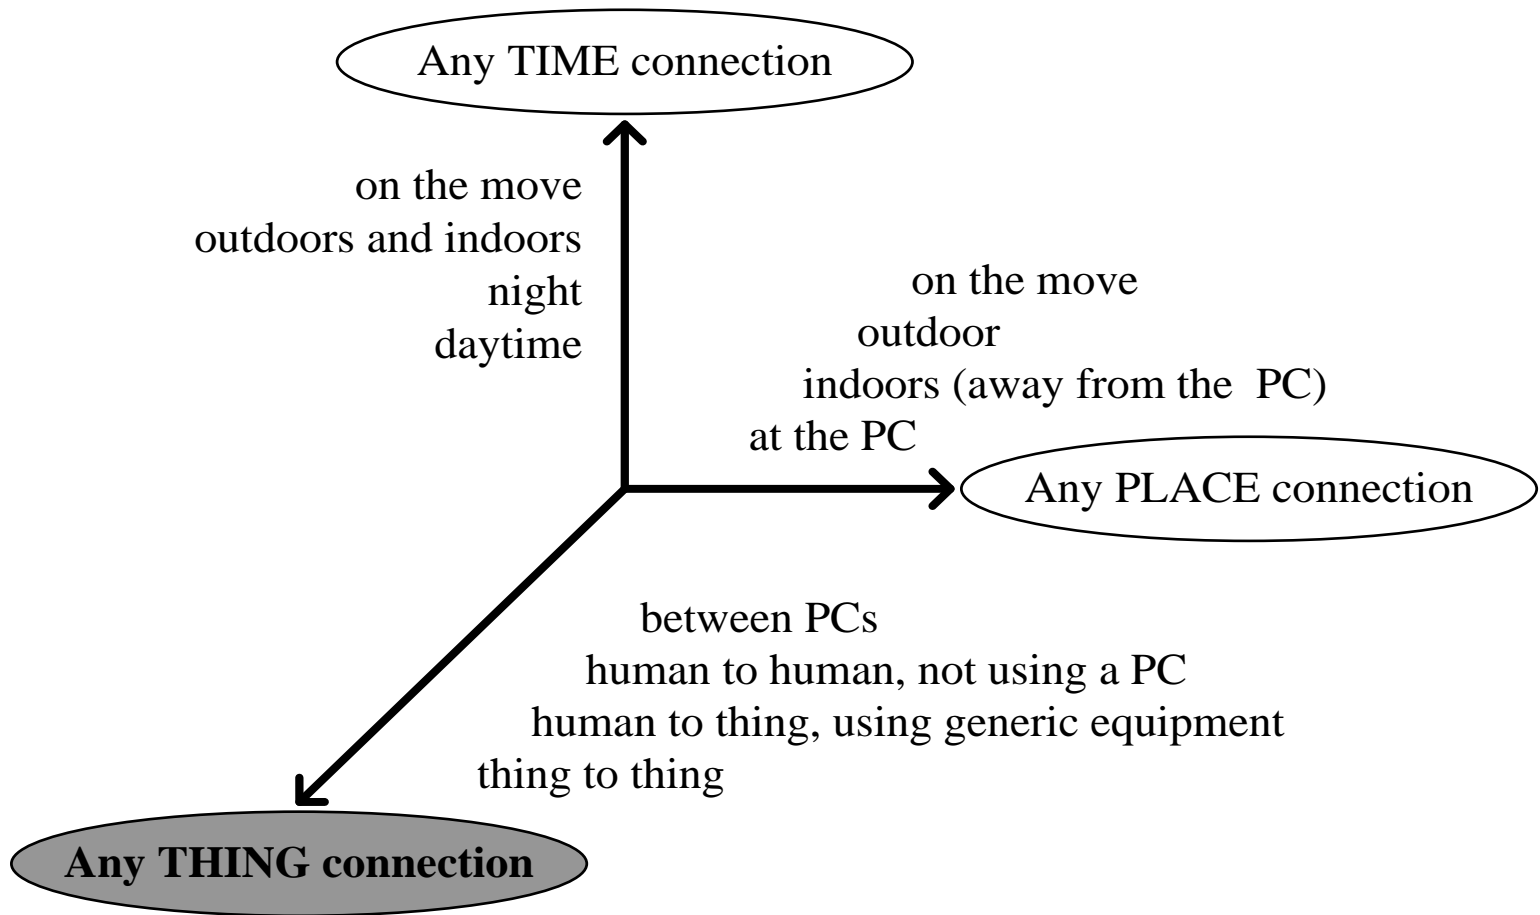 Any TIME connection
on the move
outdoors and indoors
night
daytime
on the move
outdoor
indoors (away from the PC)
at the PC
Any PLACE connection
between PCs
human to human, not using a PC
human to thing, using generic equipment
thing to thing
Any THING connection